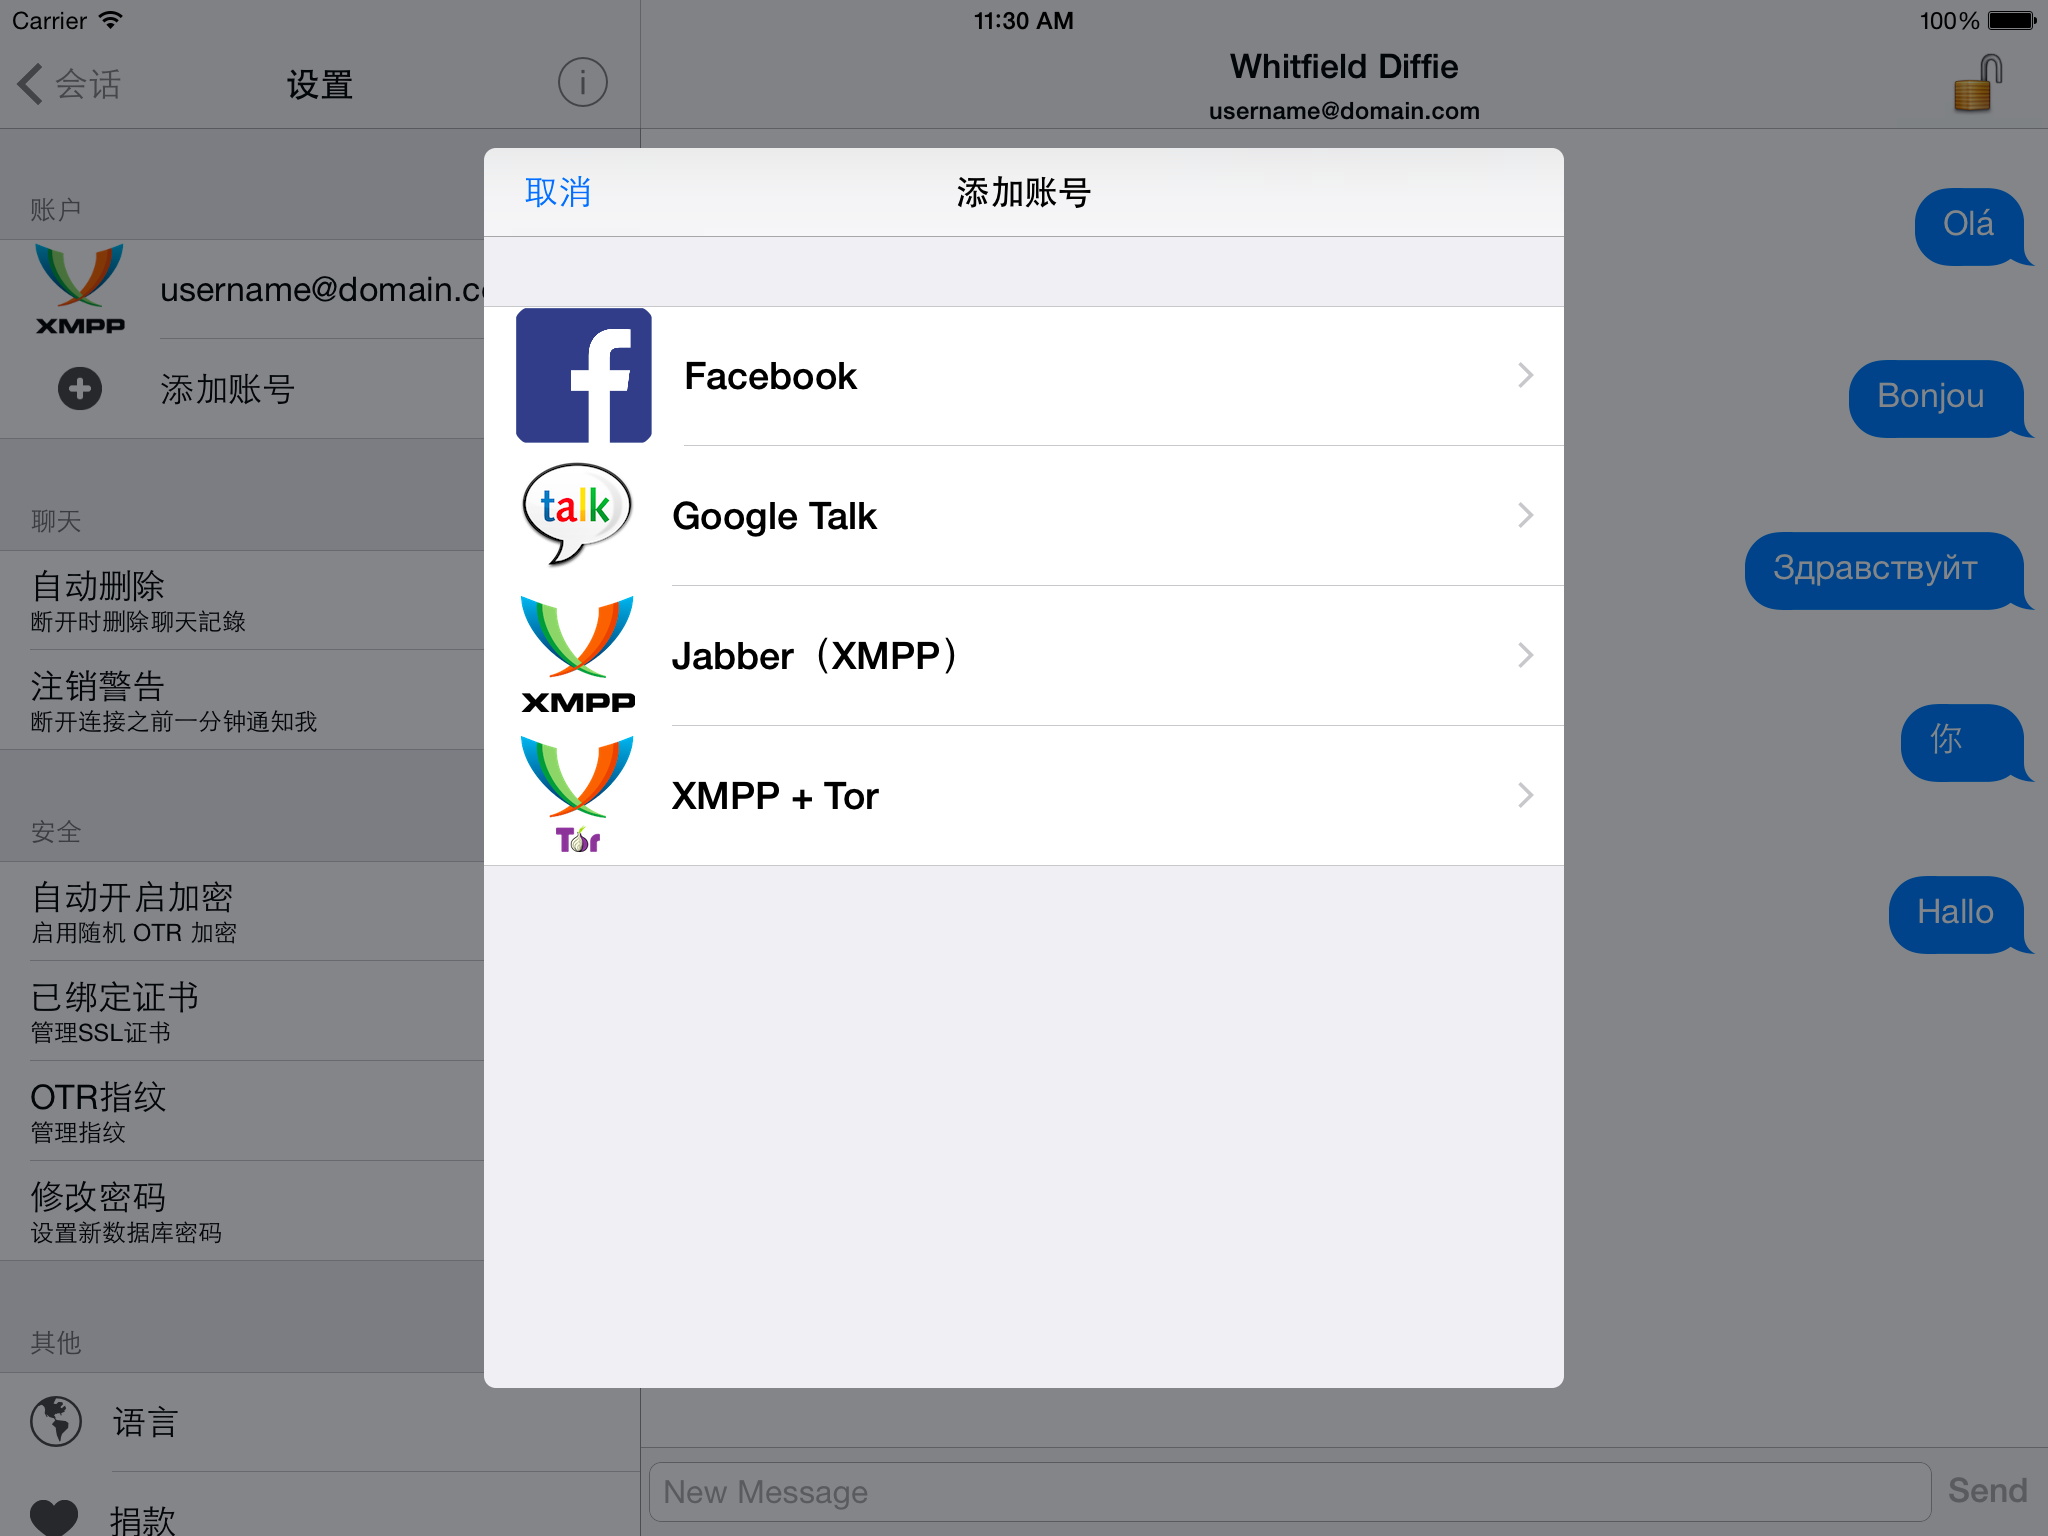 Carrier
11:30 AM
100%
会话
设置
Whitfield Diffie
username@domain.com
账户
XMPP
username@domain.c
添加账号
聊天
自动删除
断开时删除聊天記錄
注销警告
断开连接之前一分钟通知我
安全
自动开启加密
启用随机 OTR 加密
已绑定证书
管理SSL证书
OTR指纹
管理指纹
修改密码
设置新数据库密码
其他
语言
捐款
取消
添加账号
Facebook
talk
Google Talk
XMPP
Jabber（XMPP）
Tor
XMPP + Tor
Olá
Bonjou
Здравствуйт
你
Hallo
New Message
Send